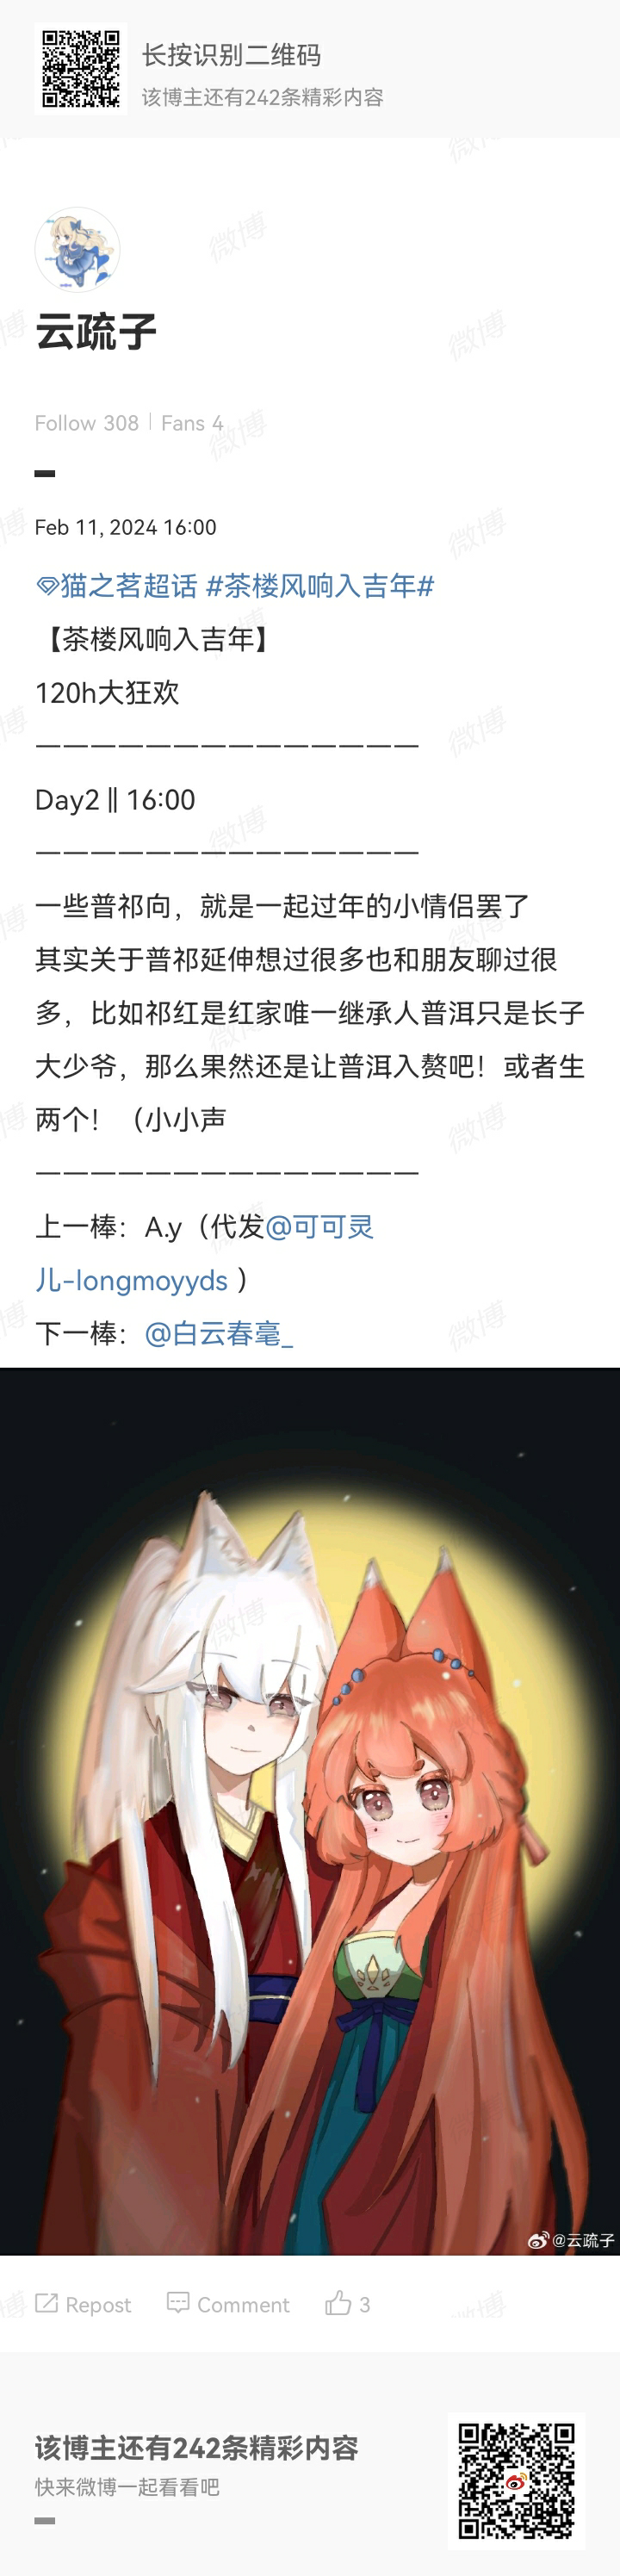 长按识别二维码
该博主还有242条精彩内容
云疏子
Follow 308 | Fans 4
Feb 11, 2024 16:00
猫之茗超话 #茶楼风响入吉年#
【茶楼风响入吉年】
120h大狂欢
——————————————
Day2 || 16:00
——————————————
一些普祁向，就是一起过年的小情侣罢了
其实关于普祁延伸想过很多也和朋友聊过很
多，比如祁红是红家唯一继承人普洱只是长子
大少爷，那么果然还是让普洱入赘吧！或者生
两个！（小小声
——————————————
上一棒：A.y（代发@可可灵
儿-longmoyyds ）
下一棒：@白云春毫_
微博
@云疏子
Repost Comment 3
该博主还有242条精彩内容
快来微博一起看看吧